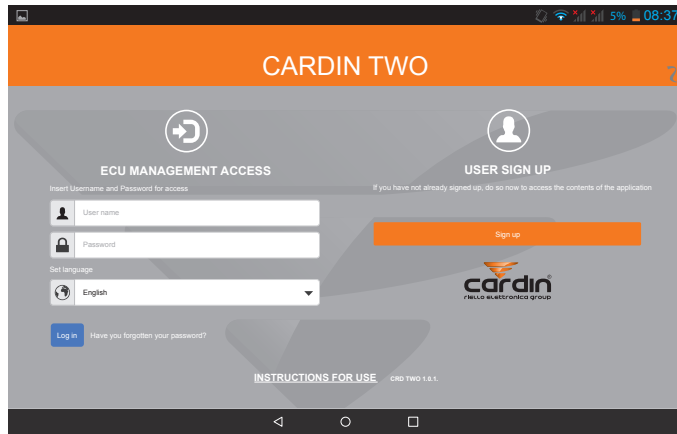 5% 08:37
CARDIN TWO
ECU MANAGEMENT ACCESS
Insert Username and Password for access
User name
Password
Set language
English
Log in Have you forgotten your password?
USER SIGN UP
If you have not already signed up, do so now to access the contents of the application
Sign up
cardin
riello elettronica group
INSTRUCTIONS FOR USE CRD TWO 1.0.1.